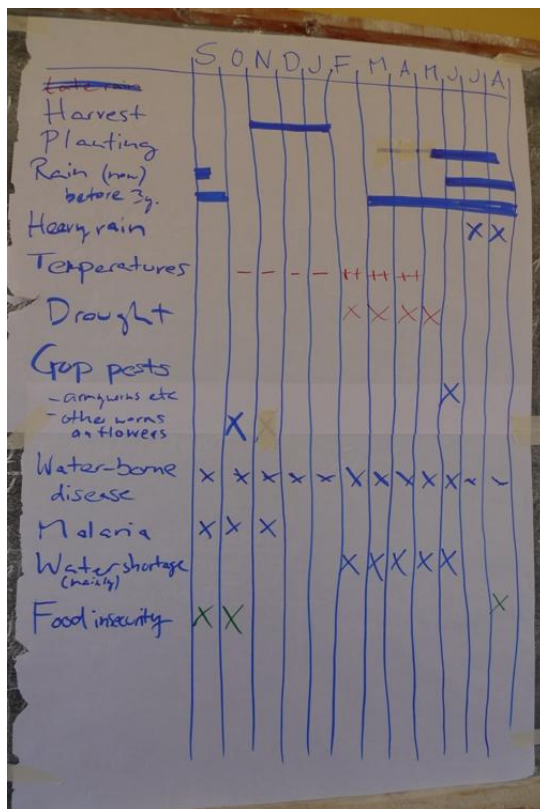 S O N D J F M A M J J A
Late rain
Harvest
Planting
Rain (now)
before 3y.
Heavy rain x x
Temperatures - - - - ++ ++ ++
Drought x x x x
Crop pests
- armyworms etc x
- other worms x x
on flowers
Water-borne x x x x x x x x x x x x
disease
Malaria x x x
Water shortage x x x x x
(mainly)
Food insecurity x x x